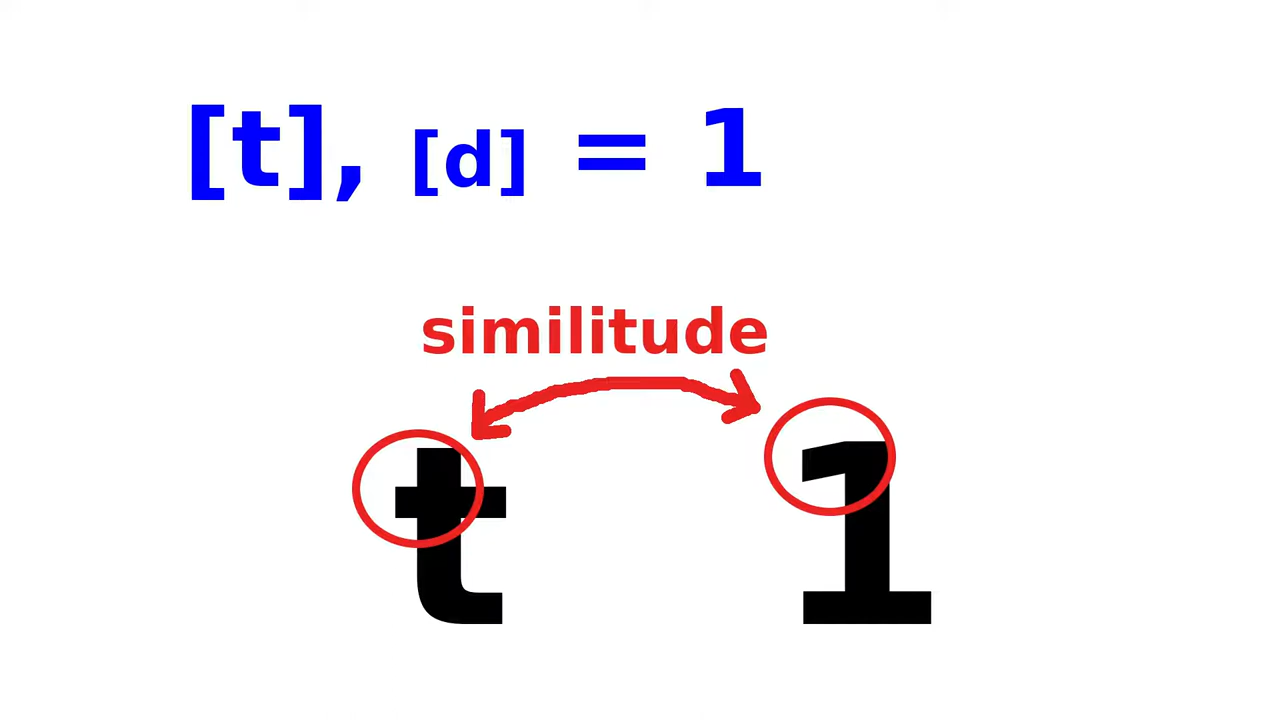 [t], [d] = 1
similitude
t 1